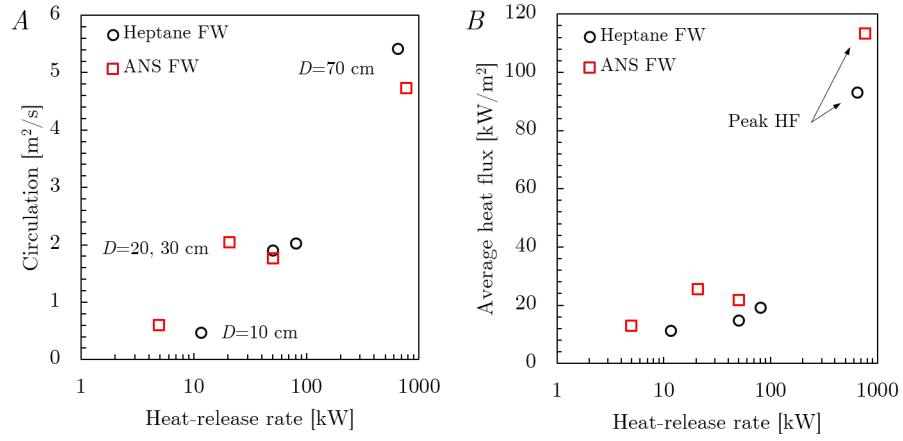 A
Heptane FW
ANS FW
D=70 cm
D=20, 30 cm
D=10 cm
Circulation [m²/s]
6
5
4
3
2
1
0
1 10 100 1000
Heat-release rate [kW]
B
Heptane FW
ANS FW
Peak HF
Average heat flux [kW/m²]
120
100
80
60
40
20
0
1 10 100 1000
Heat-release rate [kW]